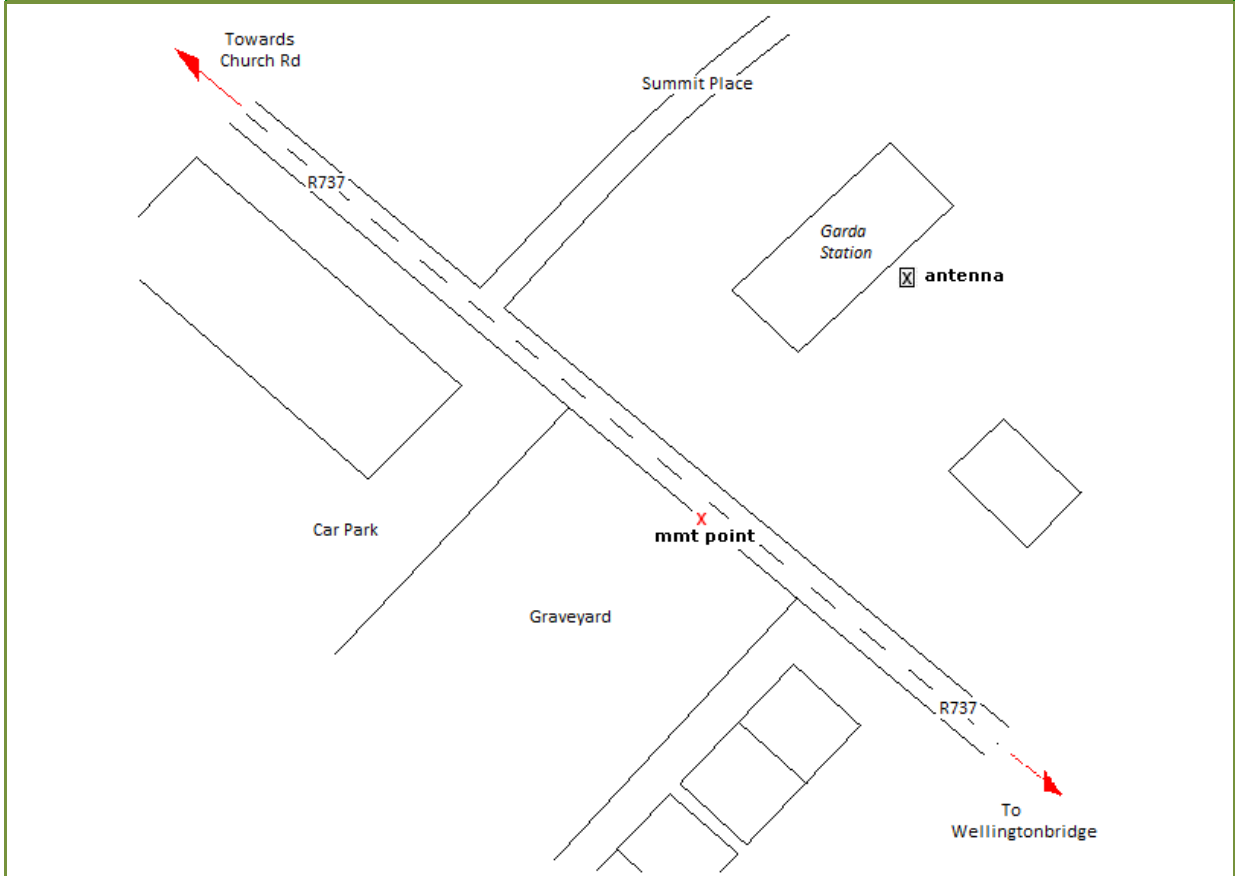 Towards
Church Rd
Summit Place
R737
Garda
Station
X antenna
Car Park
X
mmt point
Graveyard
R737
To
Wellingtonbridge